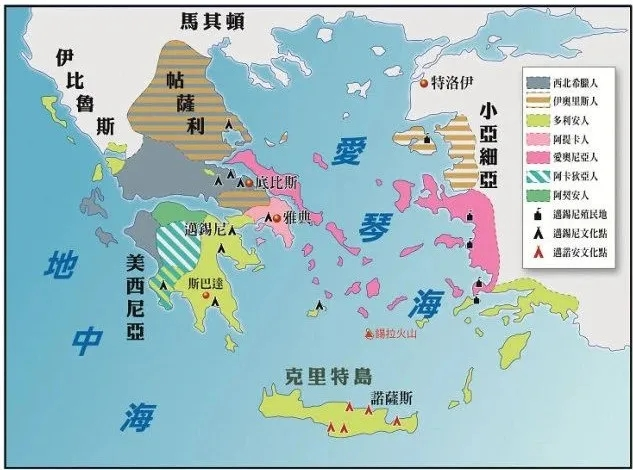 馬其頓
伊比魯斯
帖薩利
特洛伊
小亞細亞
愛琴海
底比斯
雅典
邁錫尼
斯巴達
美西尼亞
地中海
錫拉火山
克里特島
諾薩斯
西北希臘人
伊奧里斯人
多利安人
阿提卡人
愛奧尼亞人
阿卡狄亞人
阿契安人
邁錫尼殖民地
邁錫尼文化點
邁諾安文化點